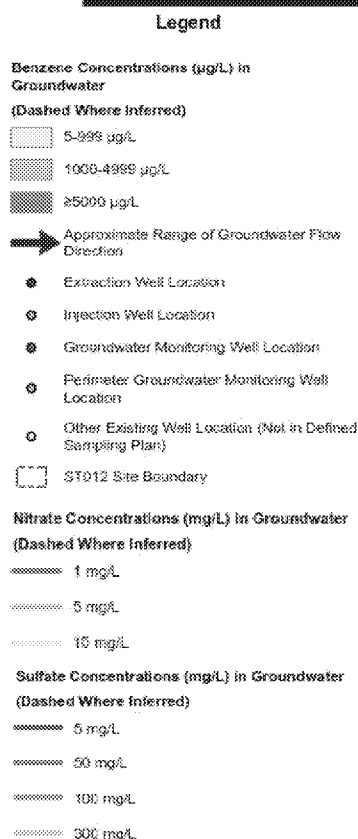 Legend
Benzene Concentrations (µg/L) in
Groundwater
(Dashed Where Inferred)
5-999 µg/L
1000-4999 µg/L
≥5000 µg/L
Approximate Range of Groundwater Flow
Direction
Extraction Well Location
Injection Well Location
Groundwater Monitoring Well Location
Perimeter Groundwater Monitoring Well
Location
Other Existing Well Location (Not in Defined
Sampling Plan)
ST012 Site Boundary
Nitrate Concentrations (mg/L) in Groundwater
(Dashed Where Inferred)
1 mg/L
5 mg/L
10 mg/L
Sulfate Concentrations (mg/L) in Groundwater
(Dashed Where Inferred)
5 mg/L
50 mg/L
100 mg/L
300 mg/L